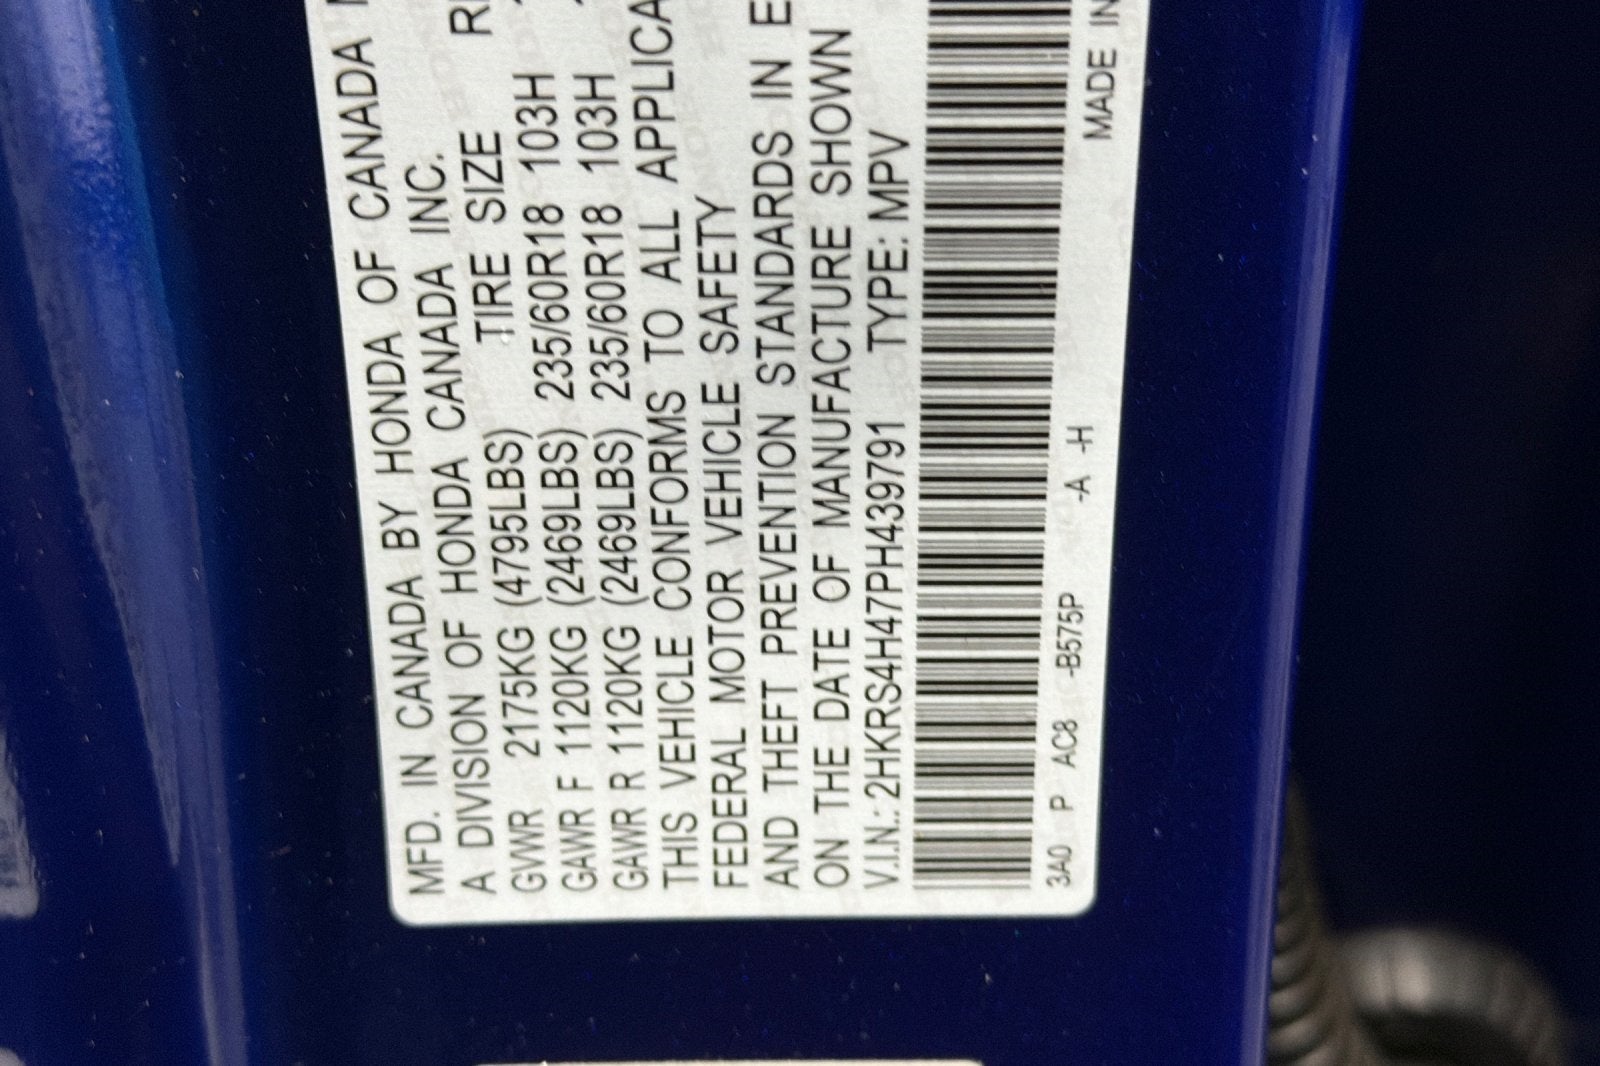 MFD. IN CANADA BY HONDA OF CANADA
A DIVISION OF HONDA CANADA INC.
TIRE SIZE
GVWR 2175KG (4795LBS) 235/60R18 103H
GAWR F 1120KG (2469LBS) 235/60R18 103H
GAWR R 1120KG (2469LBS)
THIS VEHICLE CONFORMS TO ALL
FEDERAL MOTOR VEHICLE SAFETY
AND THEFT PREVENTION STANDARDS IN
ON THE DATE OF MANUFACTURE SHOWN
V.I.N.: 2HKRS4H47PH439791 TYPE: MPV
3A0 P AC8 -B575P -A -H MADE IN